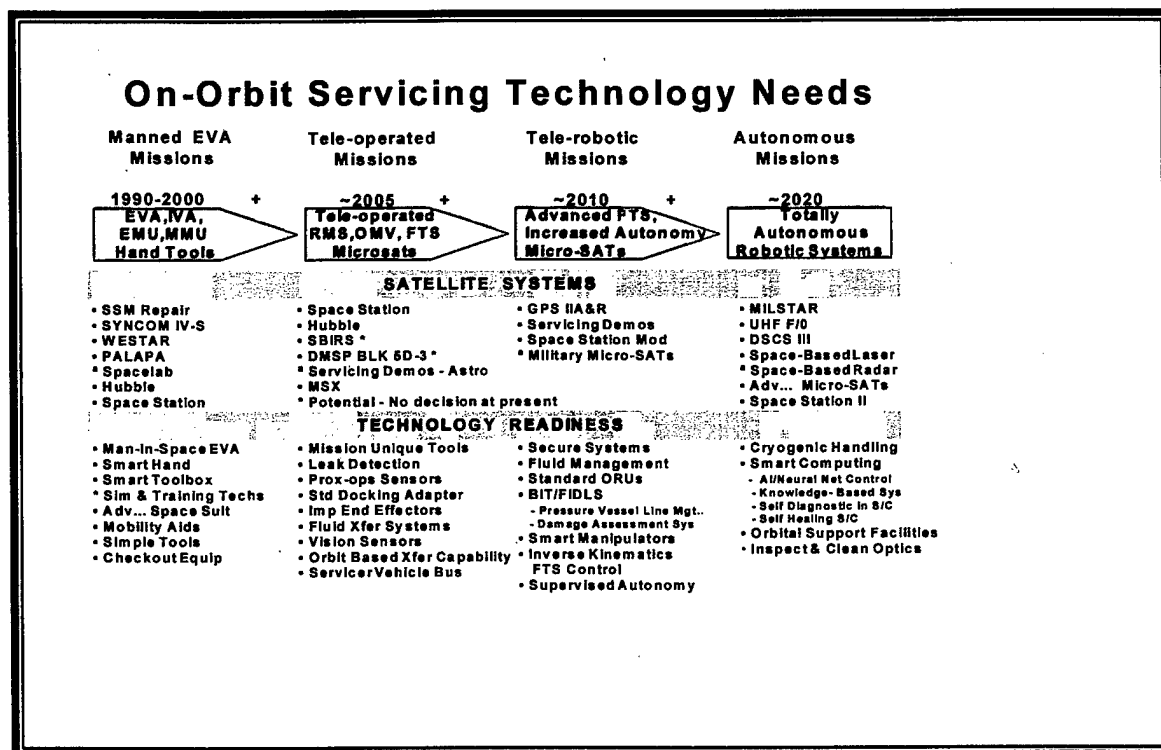 On-Orbit Servicing Technology Needs
Manned EVA
Missions
Tele-operated
Missions
Tele-robotic
Missions
Autonomous
Missions
1990-2000 +
EVA,IVA,
EMU,MMU
Hand Tools
~2005 +
Tele-operated
RMS,OMV, FTS
Microsats
~2010 +
Advanced FTS,
Increased Autonomy
Micro-SATs
~2020
Totally
Autonomous
Robotic Systems
SATELLITE SYSTEMS
• SSM Repair
• SYNCOM IV-S
• WESTAR
• PALAPA
• Spacelab
• Hubble
• Space Station
• Space Station
• Hubble
• SBIRS *
• DMSP BLK 5D-3 *
• Servicing Demos - Astro
• MSX
* Potential - No decision at present
• GPS IIA&R
• Servicing Demos
• Space Station Mod
* Military Micro-SATs
• MILSTAR
• UHF F/0
• DSCS III
• Space-Based Laser
• Space-Based Radar
• Adv... Micro-SATs
• Space Station II
TECHNOLOGY READINESS
• Man-In-Space EVA
• Smart Hand
• Smart Toolbox
* Sim & Training Techs
• Adv... Space Suit
• Mobility Aids
• Simple Tools
• Checkout Equip
• Mission Unique Tools
• Leak Detection
• Prox-ops Sensors
• Std Docking Adapter
• Imp End Effectors
• Fluid Xfer Systems
• Vision Sensors
• Orbit Based Xfer Capability
• Servicer Vehicle Bus
• Secure Systems
• Fluid Management
• Standard ORUs
• BIT/FIDLS
- Pressure Vessel Line Mgt..
- Damage Assessment Sys
• Smart Manipulators
• Inverse Kinematics
FTS Control
• Supervised Autonomy
• Cryogenic Handling
• Smart Computing
- AI/Neural Net Control
- Knowledge- Based Sys
- Self Diagnostic in S/C
- Self Healing S/C
• Orbital Support Facilities
• Inspect & Clean Optics